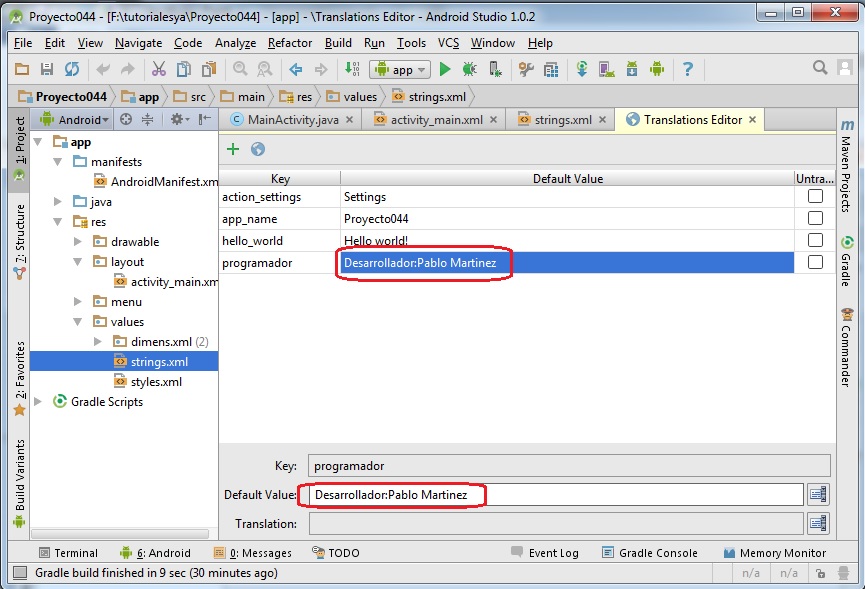 Proyecto044 - [F:\tutorialesya\Proyecto044] - [app] - \Translations Editor - Android Studio 1.0.2
File Edit View Navigate Code Analyze Refactor Build Run Tools VCS Window Help
app
Proyecto044 app src main res values strings.xml
1: Project
7: Structure
2: Favorites
Build Variants
Android
app
manifests
AndroidManifest.xm
java
res
drawable
layout
activity_main.xm
menu
values
dimens.xml (2)
strings.xml
styles.xml
Gradle Scripts
MainActivity.java activity_main.xml strings.xml Translations Editor
Key Default Value Untra...
action_settings Settings
app_name Proyecto044
hello_world Hello world!
programador Desarrollador:Pablo Martinez
Key: programador
Default Value: Desarrollador:Pablo Martinez
Translation:
m
Maven Projects
Gradle
Commander
Terminal 6: Android 0: Messages TODO Event Log Gradle Console Memory Monitor
Gradle build finished in 9 sec (30 minutes ago) n/a n/a